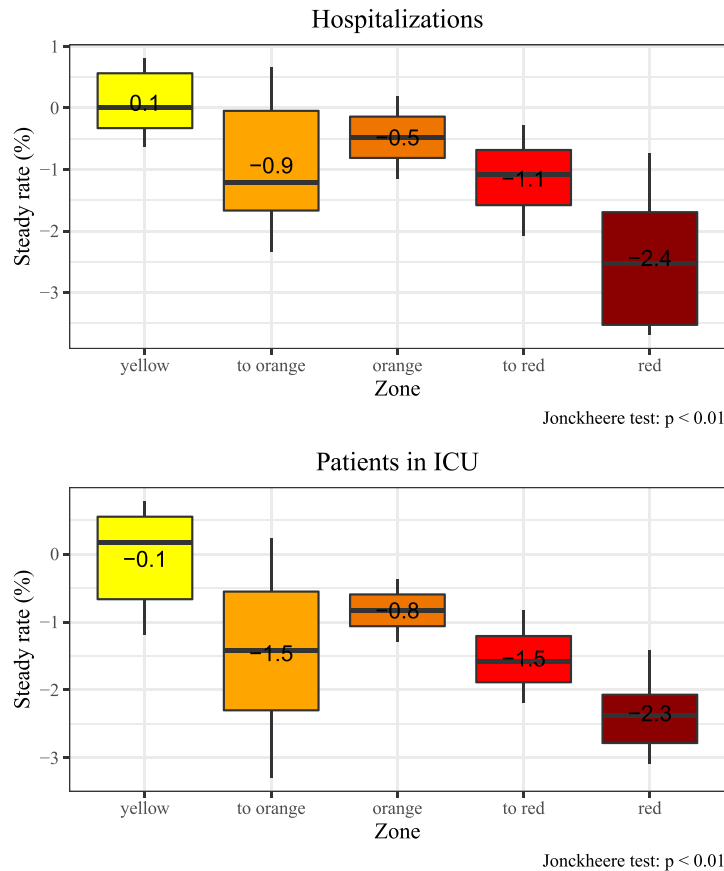 Hospitalizations
1
0
−1
−2
−3
Steady rate (%)
0.1
−0.9
−0.5
−1.1
−2.4
yellow to orange orange to red red
Zone
Jonckheere test: p < 0.01
Patients in ICU
0
−1
−2
−3
Steady rate (%)
−0.1
−1.5
−0.8
−1.5
−2.3
yellow to orange orange to red red
Zone
Jonckheere test: p < 0.01